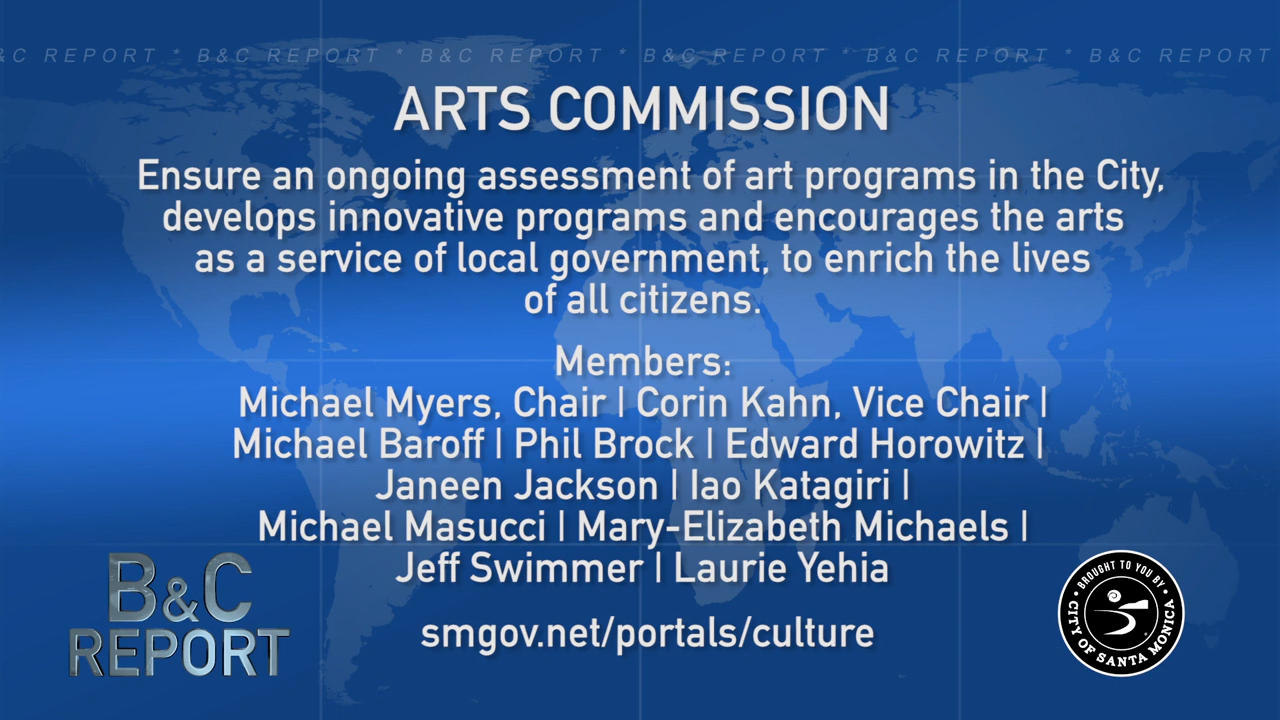 &C REPORT * B&C REPORT * B&C REPORT * B&C REPORT * B&C REPORT * B&C REPORT
ARTS COMMISSION
Ensure an ongoing assessment of art programs in the City,
develops innovative programs and encourages the arts
as a service of local government, to enrich the lives
of all citizens.
Members:
Michael Myers, Chair | Corin Kahn, Vice Chair |
Michael Baroff | Phil Brock | Edward Horowitz |
Janeen Jackson | Iao Katagiri |
Michael Masucci | Mary-Elizabeth Michaels |
Jeff Swimmer | Laurie Yehia
smgov.net/portals/culture
B&C
REPORT
BROUGHT TO YOU BY
CITY OF SANTA MONICA